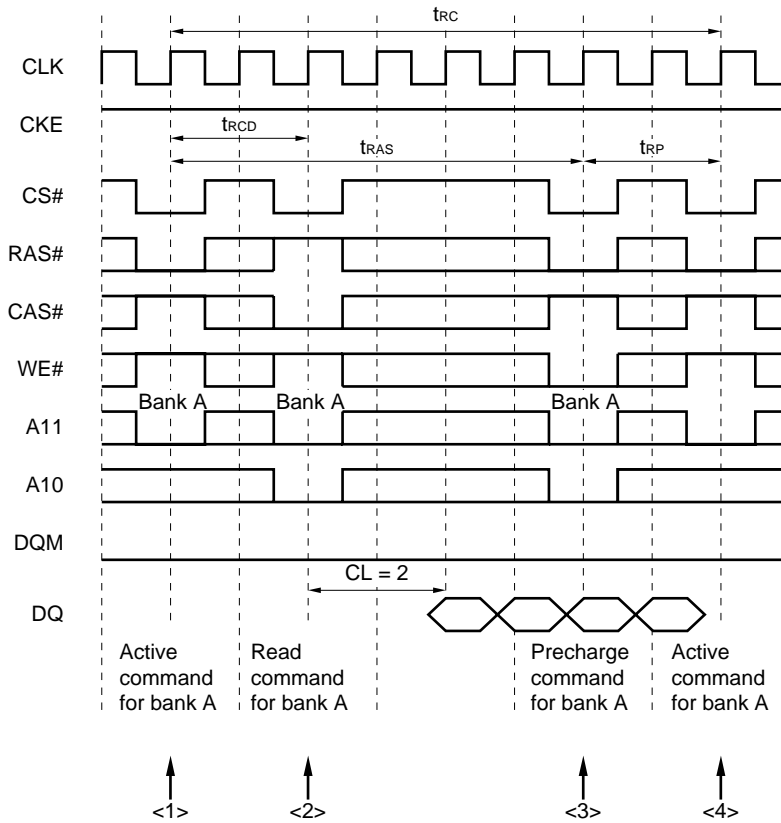 tRC
CLK
CKE
tRCD
tRAS
tRP
CS#
RAS#
CAS#
WE#
Bank A Bank A Bank A
A11
A10
DQM
CL = 2
DQ
Active command for bank A
Read command for bank A
Precharge command for bank A
Active command for bank A
<1> <2> <3> <4>